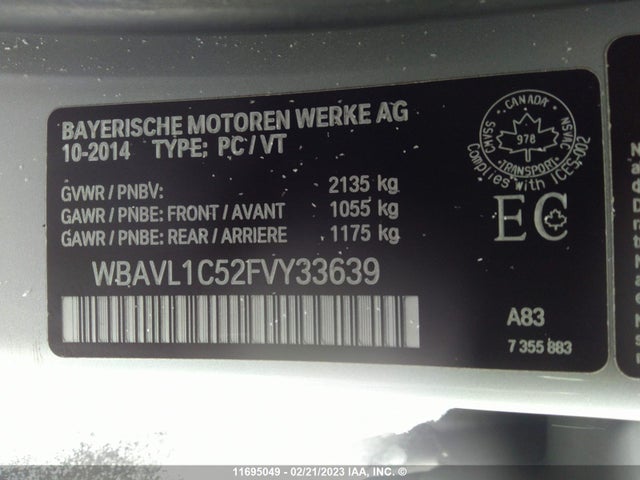 BAYERISCHE MOTOREN WERKE AG
10-2014 TYPE: PC / VT
GVWR / PNBV: 2135 kg
GAWR / PNBE: FRONT / AVANT 1055 kg
GAWR / PNBE: REAR / ARRIERE 1175 kg
WBAVL1C52FVY33639
CANADA
CMVSS NSVAC
978
TRANSPORT
Complies with ICES-002
EC
A83
7 355 883
11695049 - 02/21/2023 IAA, INC. ®